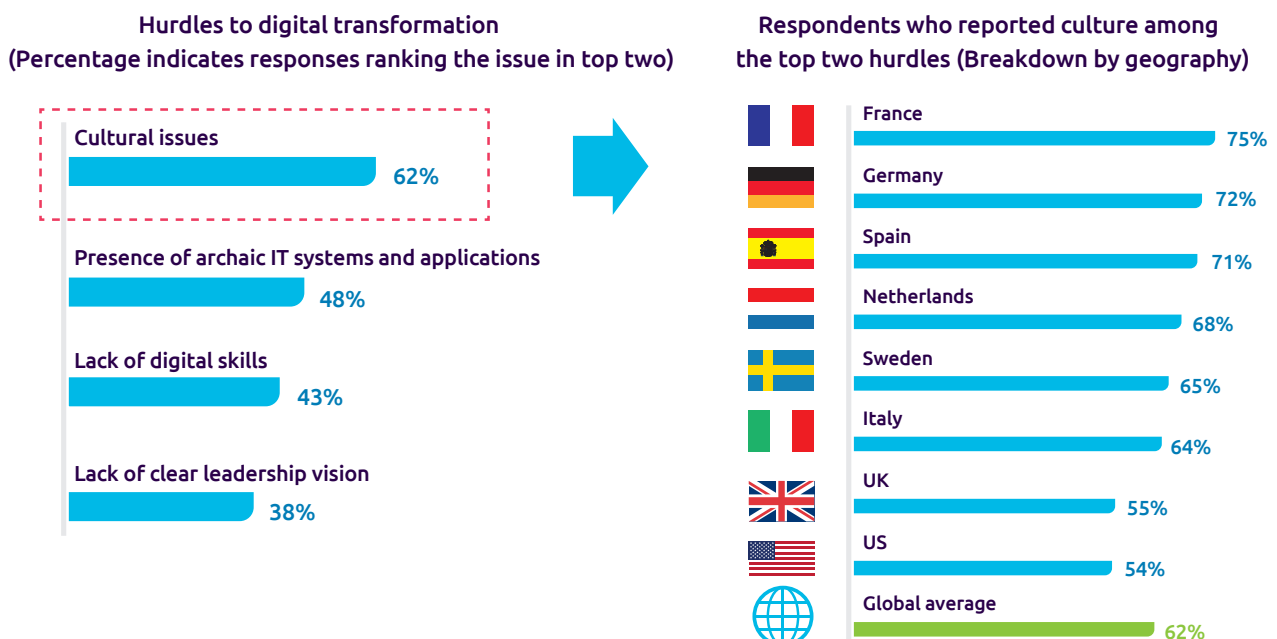 Hurdles to digital transformation
(Percentage indicates responses ranking the issue in top two)
Cultural issues
62%
Presence of archaic IT systems and applications
48%
Lack of digital skills
43%
Lack of clear leadership vision
38%
Respondents who reported culture among
the top two hurdles (Breakdown by geography)
France
75%
Germany
72%
Spain
71%
Netherlands
68%
Sweden
65%
Italy
64%
UK
55%
US
54%
Global average
62%